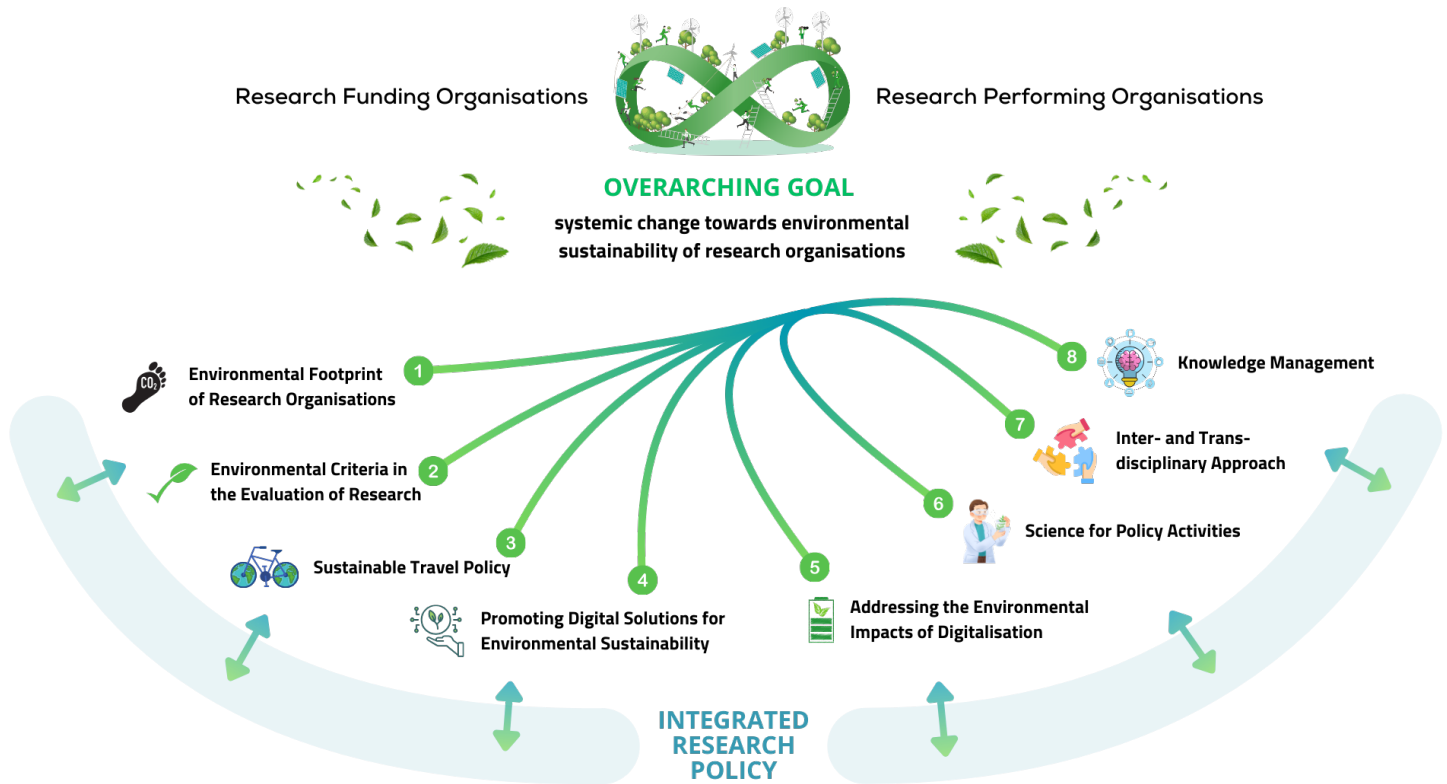 Research Funding Organisations
Research Performing Organisations
OVERARCHING GOAL
systemic change towards environmental
sustainability of research organisations
1
CO₂
Environmental Footprint
of Research Organisations
2
Environmental Criteria in
the Evaluation of Research
3
Sustainable Travel Policy
4
Promoting Digital Solutions for
Environmental Sustainability
5
Addressing the Environmental
Impacts of Digitalisation
6
Science for Policy Activities
7
Inter- and Trans-
disciplinary Approach
8
Knowledge Management
INTEGRATED
RESEARCH
POLICY